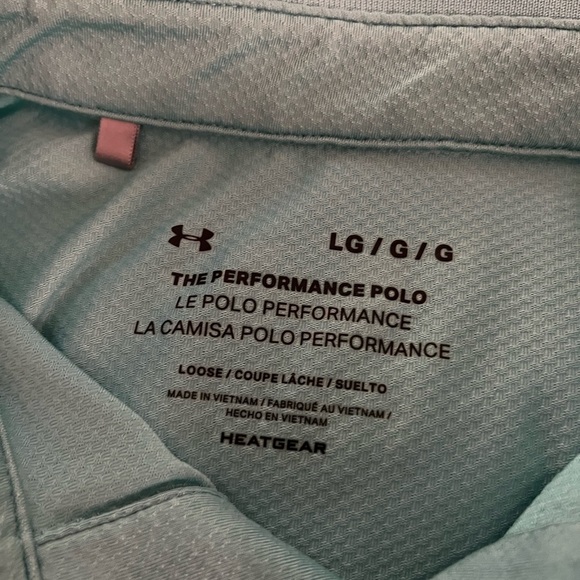 LG / G / G
THE PERFORMANCE POLO
LE POLO PERFORMANCE
LA CAMISA POLO PERFORMANCE
LOOSE / COUPE LÂCHE / SUELTO
MADE IN VIETNAM / FABRIQUÉ AU VIETNAM /
HECHO EN VIETNAM
HEATGEAR